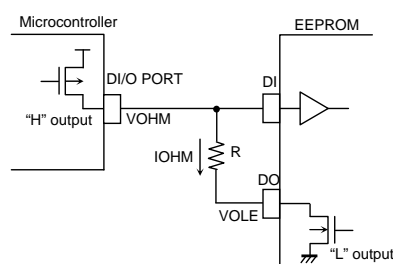 Microcontroller
EEPROM
DI/O PORT
DI
“H” output
VOHM
IOHM
R
DO
VOLE
“L” output